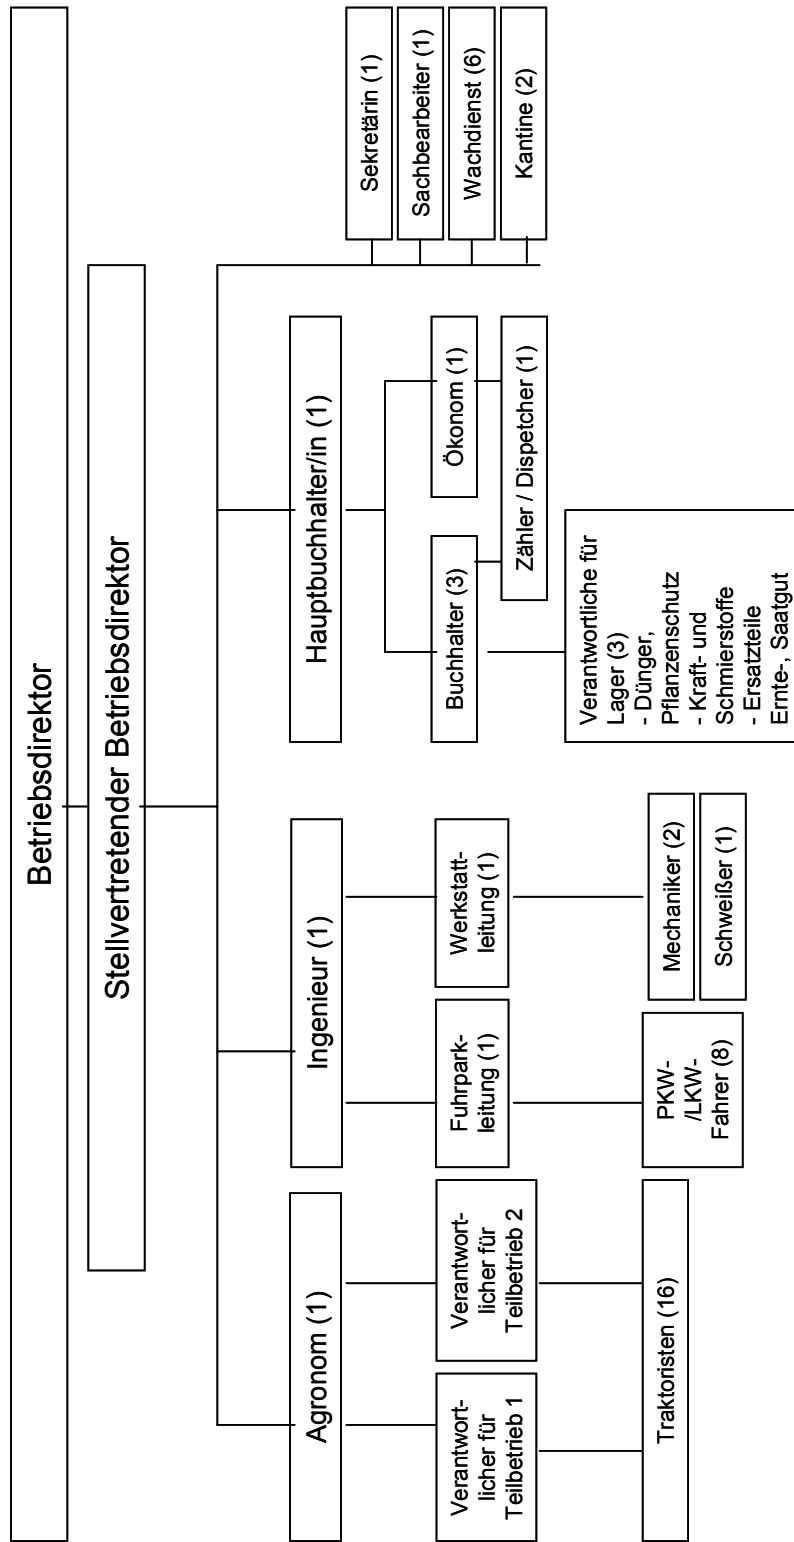 Betriebsdirektor
Stellvertretender Betriebsdirektor
Agronom (1)
Ingenieur (1)
Hauptbuchhalter/in (1)
Sekretärin (1)
Sachbearbeiter (1)
Wachdienst (6)
Kantine (2)
Verantwort-
licher für
Teilbetrieb 1
Verantwort-
licher für
Teilbetrieb 2
Fuhrpark-
leitung (1)
Werkstatt-
leitung (1)
Buchhalter (3)
Ökonom (1)
Zähler / Dispetcher (1)
Traktoristen (16)
PKW-
/LKW-
Fahrer (8)
Mechaniker (2)
Schweißer (1)
Verantwortliche für
Lager (3)
- Dünger,
Pflanzenschutz
- Kraft- und
Schmierstoffe
- Ersatzteile
Ernte-, Saatgut